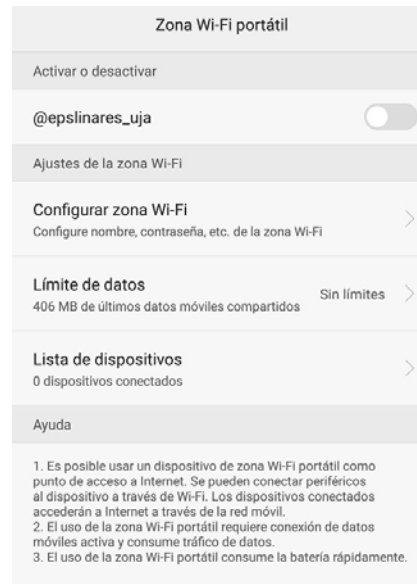 Zona Wi-Fi portátil
Activar o desactivar
@epslinares_uja
Ajustes de la zona Wi-Fi
Configurar zona Wi-Fi
Configure nombre, contraseña, etc. de la zona Wi-Fi
Límite de datos
406 MB de últimos datos móviles compartidos
Sin límites
Lista de dispositivos
0 dispositivos conectados
Ayuda
1. Es posible usar un dispositivo de zona Wi-Fi portátil como
punto de acceso a Internet. Se pueden conectar periféricos
al dispositivo a través de Wi-Fi. Los dispositivos conectados
accederán a Internet a través de la red móvil.
2. El uso de la zona Wi-Fi portátil requiere conexión de datos
móviles activa y consume tráfico de datos.
3. El uso de la zona Wi-Fi portátil consume la batería rápidamente.